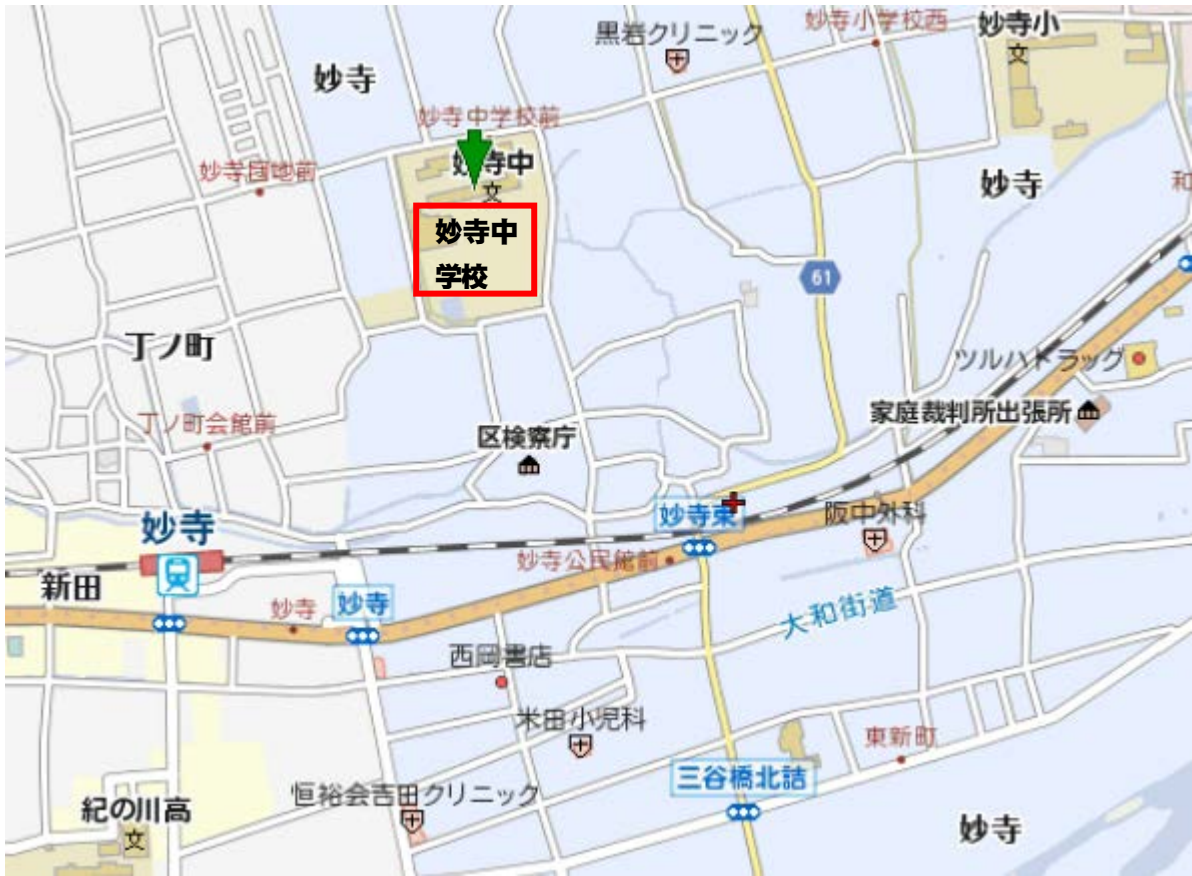 黒岩クリニック
妙寺小学校西
妙寺小
文
妙寺
妙寺中学校前
妙寺中
文
妙寺団地前
妙寺
和
妙寺中
学校
61
丁ノ町
ツルハドラッグ
丁ノ町会館前
区検察庁
家庭裁判所出張所
妙寺
妙寺東
阪中外科
妙寺公民館前
新田
妙寺
妙寺
大和街道
西岡書店
米田小児科
東新町
三谷橋北詰
恒裕会吉田クリニック
紀の川高
文
妙寺